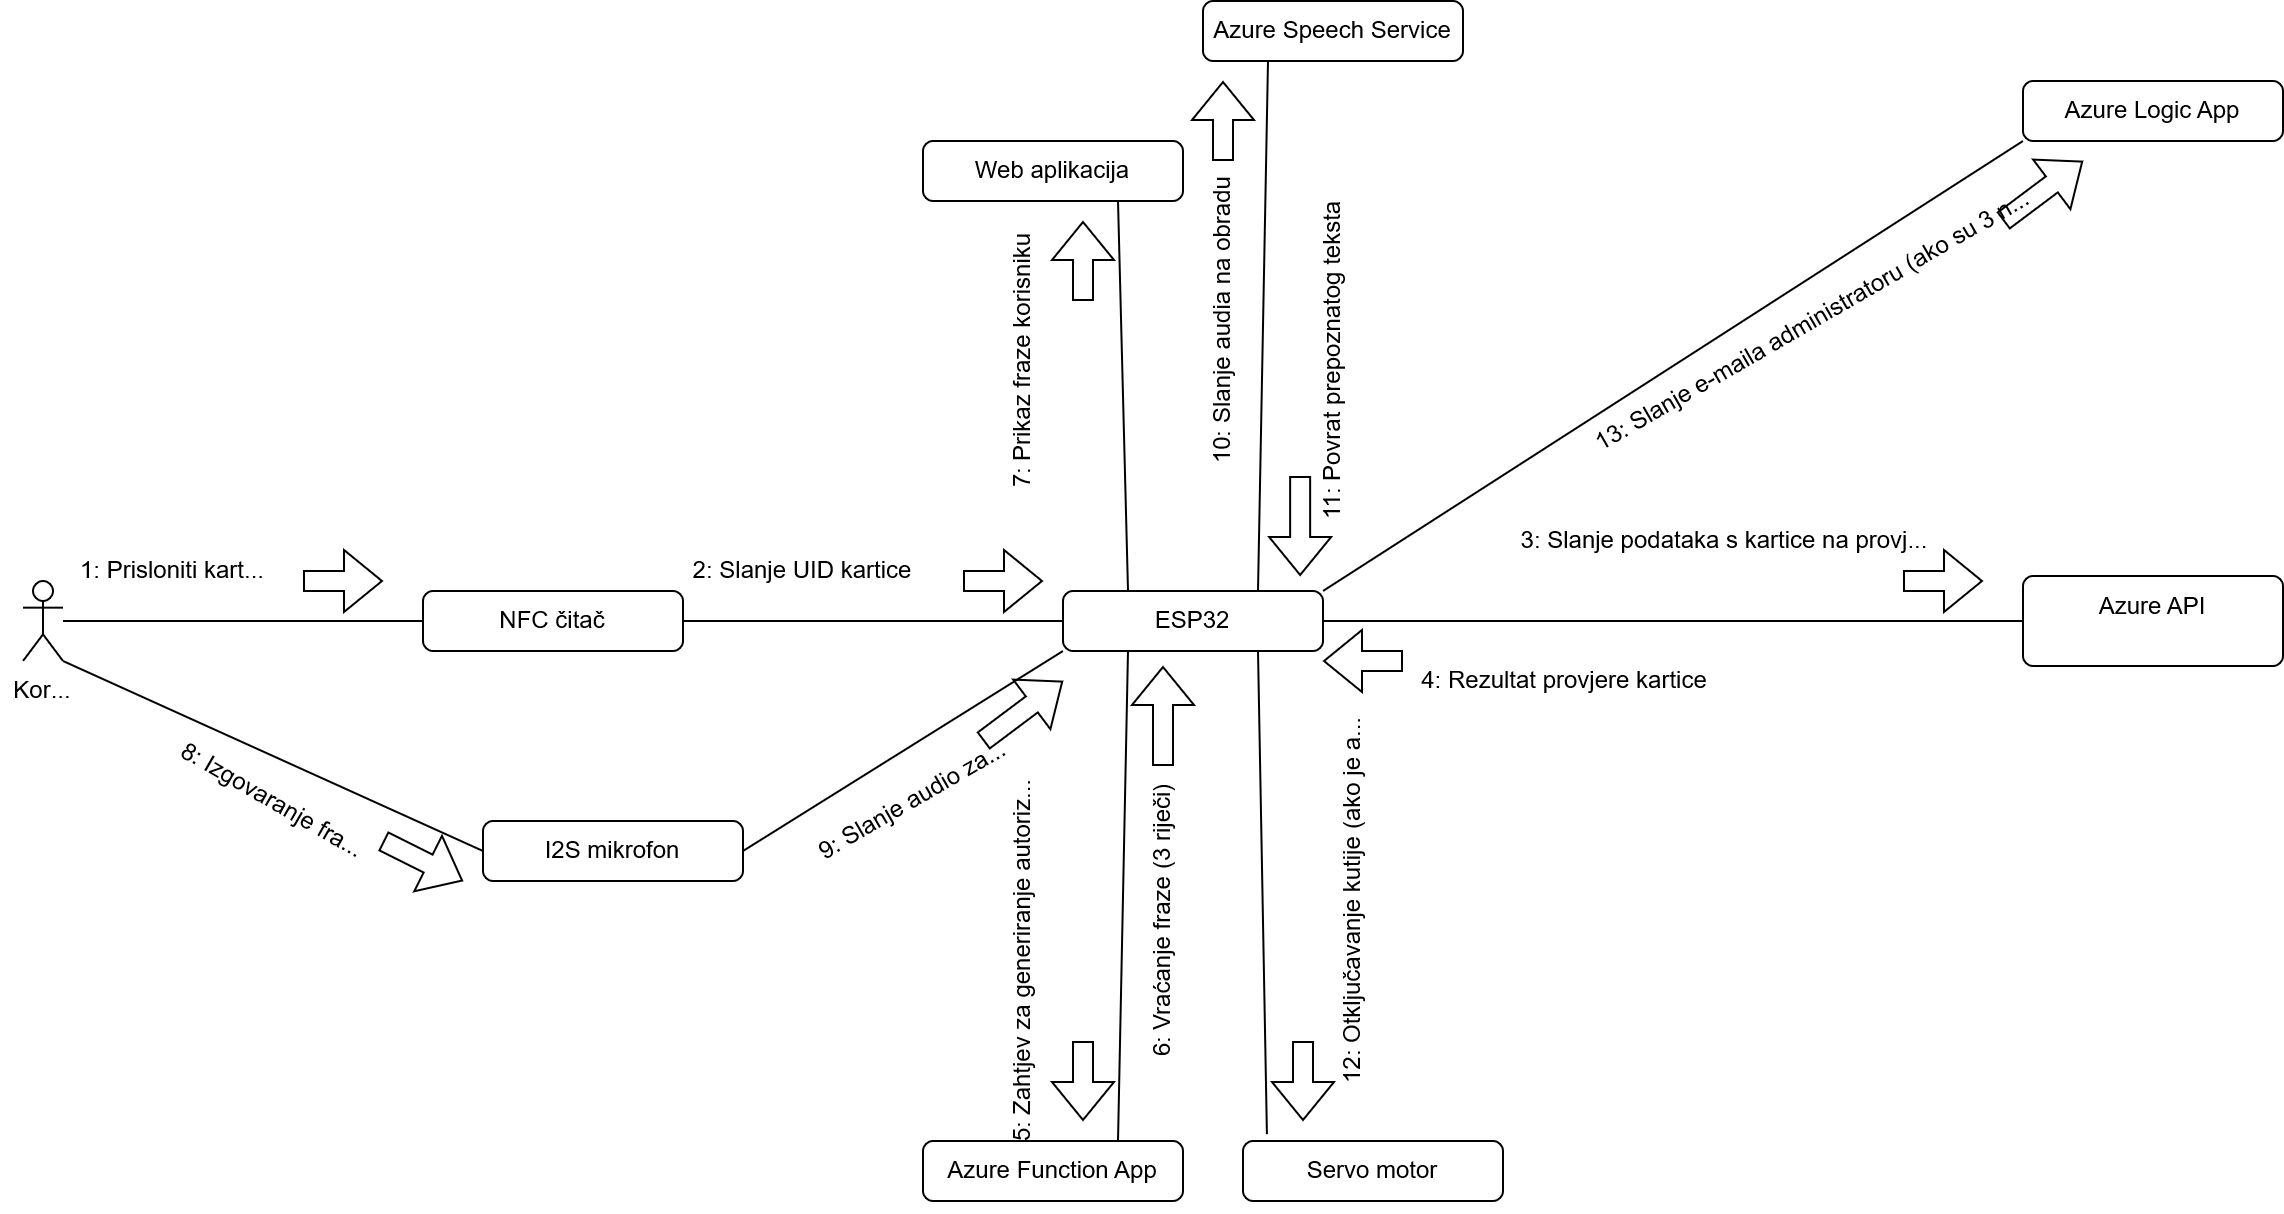 Azure Speech Service
Azure Logic App
Web aplikacija
7: Prikaz fraze korisniku
10: Slanje audia na obradu
11: Povrat prepoznatog teksta
13: Slanje e-maila administratoru (ako su 3 n...
1: Prisloniti kart...
2: Slanje UID kartice
3: Slanje podataka s kartice na provj...
NFC čitač
ESP32
Azure API
Kor...
4: Rezultat provjere kartice
8: Izgovaranje fra...
I2S mikrofon
9: Slanje audio za...
5: Zahtjev za generiranje autoriz...
6: Vraćanje fraze (3 riječi)
12: Otključavanje kutije (ako je a...
Azure Function App
Servo motor